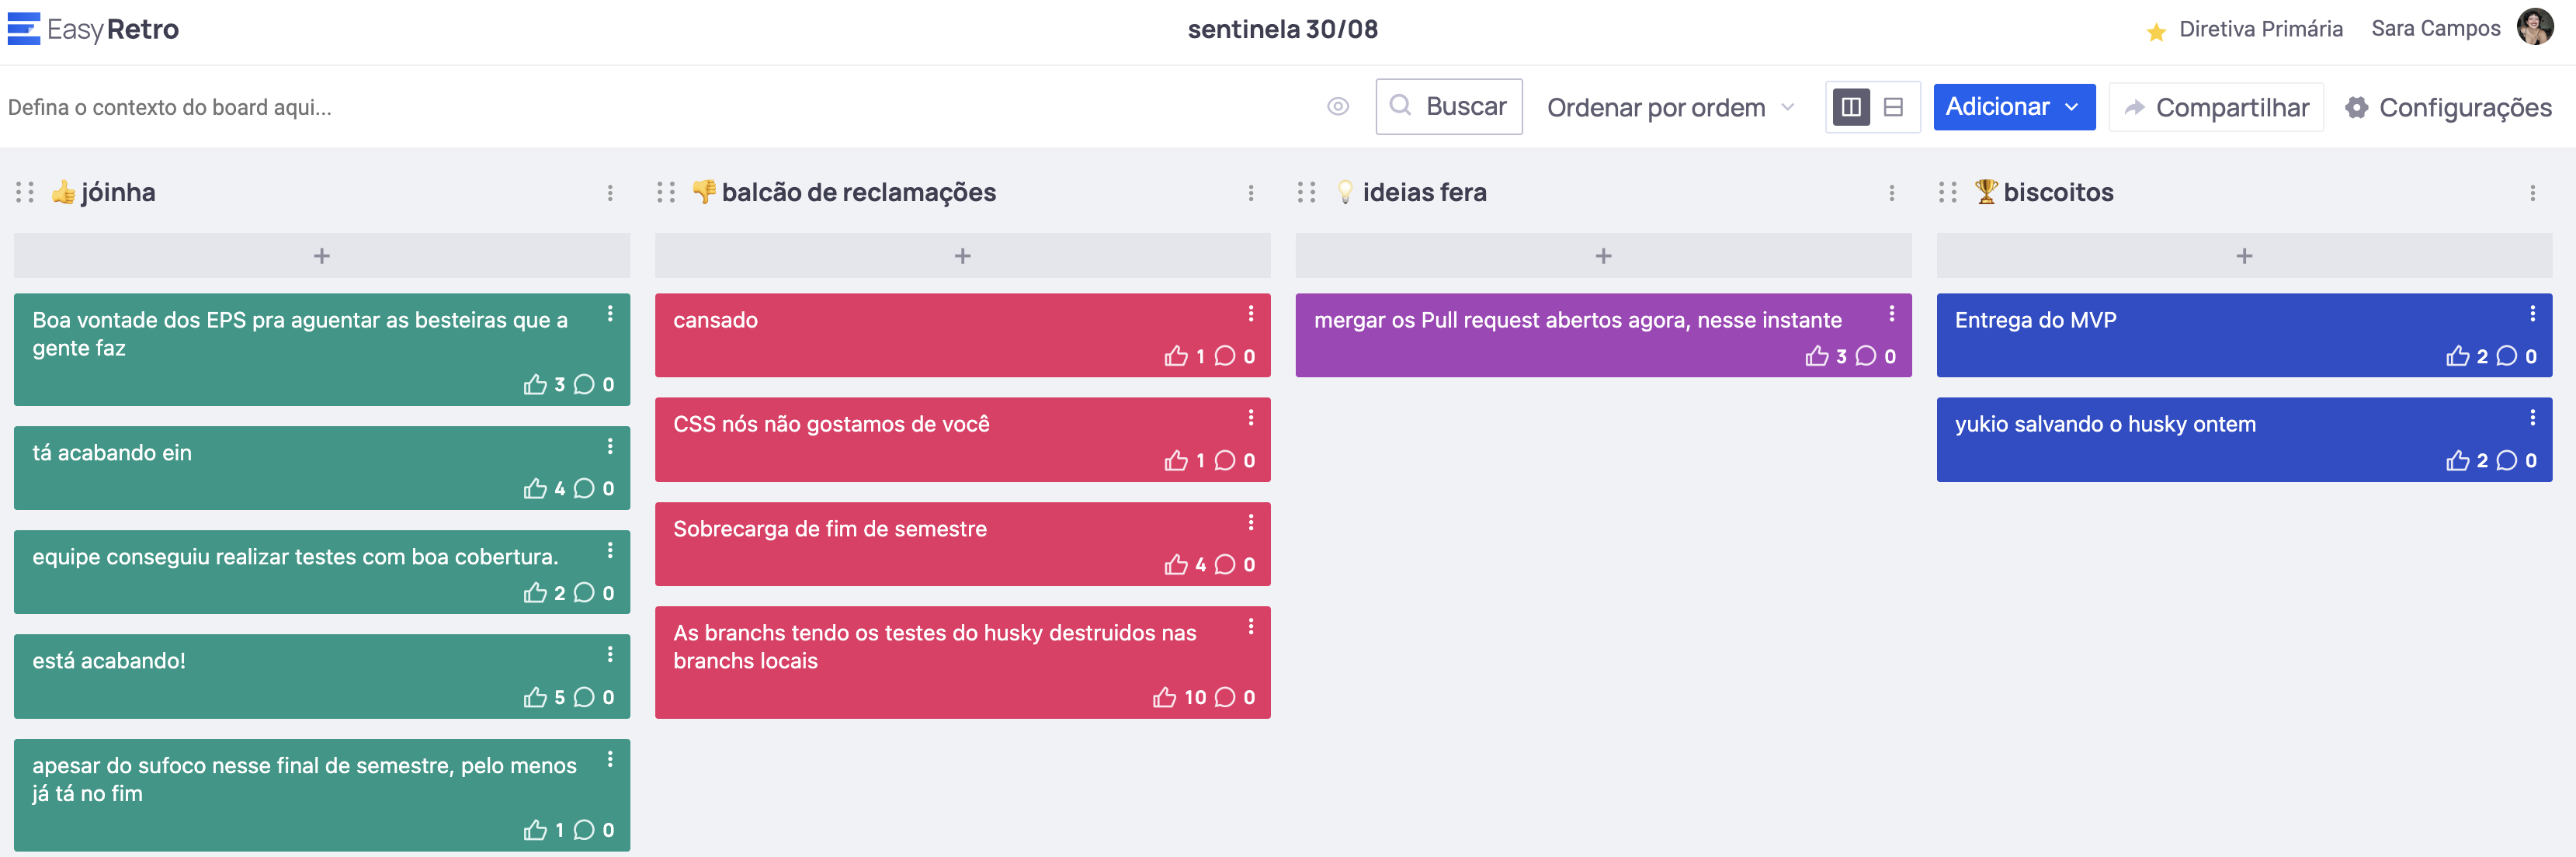 EasyRetro
sentinela 30/08
Diretiva Primária
Sara Campos
Defina o contexto do board aqui...
Buscar
Ordenar por ordem
Adicionar
Compartilhar
Configurações
👍 jóinha
+
Boa vontade dos EPS pra aguentar as besteiras que a
gente faz
3 0
tá acabando ein
4 0
equipe conseguiu realizar testes com boa cobertura.
2 0
está acabando!
5 0
apesar do sufoco nesse final de semestre, pelo menos
já tá no fim
1 0
👎 balcão de reclamações
+
cansado
1 0
CSS nós não gostamos de você
1 0
Sobrecarga de fim de semestre
4 0
As branchs tendo os testes do husky destruidos nas
branchs locais
10 0
💡 ideias fera
+
mergar os Pull request abertos agora, nesse instante
3 0
🏆 biscoitos
+
Entrega do MVP
2 0
yukio salvando o husky ontem
2 0